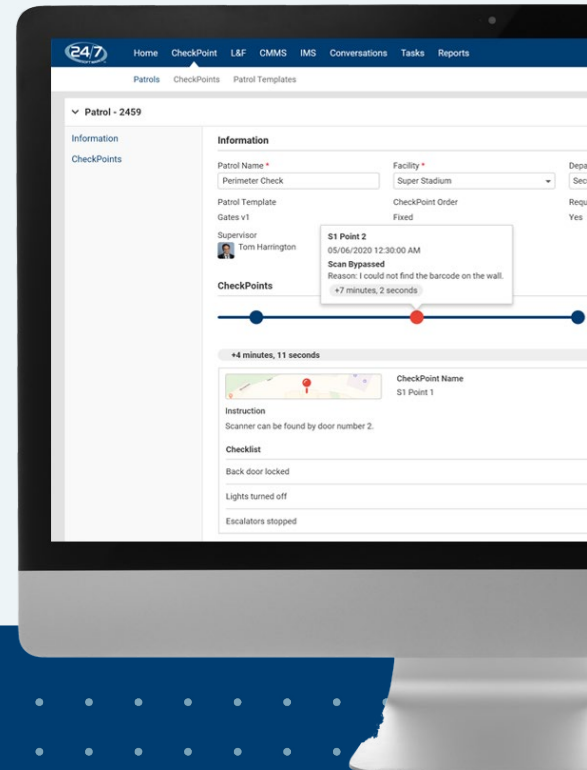 24/7
Home CheckPoint L&F CMMS IMS Conversations Tasks Reports
Patrols CheckPoints Patrol Templates
Patrol - 2459
Information
CheckPoints
Information
Patrol Name * Facility * Depa
Perimeter Check Super Stadium Sec
Patrol Template CheckPoint Order Requ
Gates v1 Fixed Yes
Supervisor
Tom Harrington
S1 Point 2
05/06/2020 12:30:00 AM
Scan Bypassed
Reason: I could not find the barcode on the wall.
+7 minutes, 2 seconds
CheckPoints
+4 minutes, 11 seconds
CheckPoint Name
S1 Point 1
Instruction
Scanner can be found by door number 2.
Checklist
Back door locked
Lights turned off
Escalators stopped